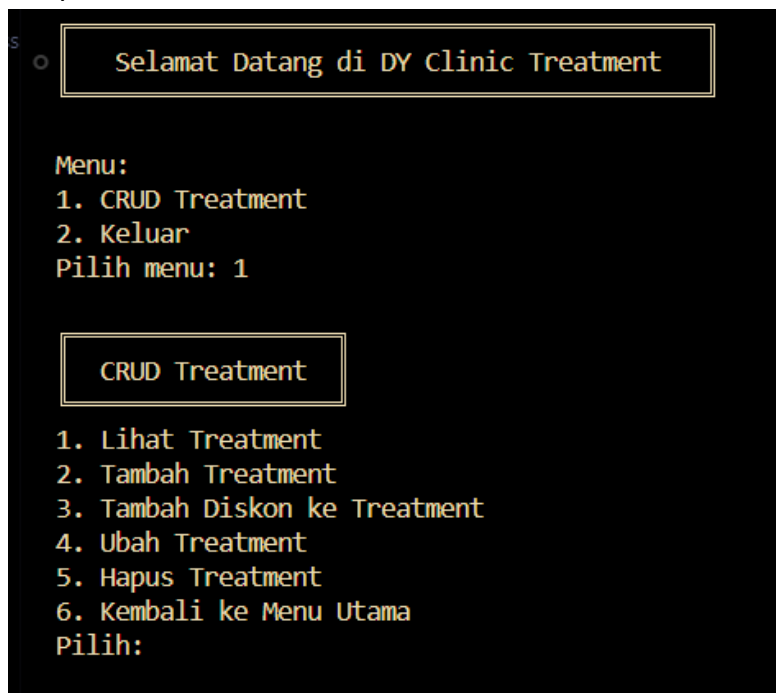 Selamat Datang di DY Clinic Treatment
Menu:
1. CRUD Treatment
2. Keluar
Pilih menu: 1
CRUD Treatment
1. Lihat Treatment
2. Tambah Treatment
3. Tambah Diskon ke Treatment
4. Ubah Treatment
5. Hapus Treatment
6. Kembali ke Menu Utama
Pilih: